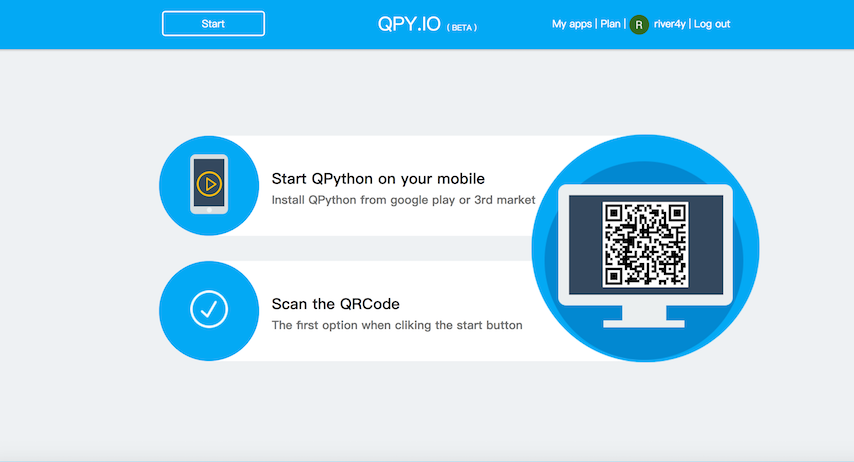 Start
QPY.IO ( BETA )
My apps | Plan | R river4y | Log out
Start QPython on your mobile
Install QPython from google play or 3rd market
Scan the QRCode
The first option when cliking the start button